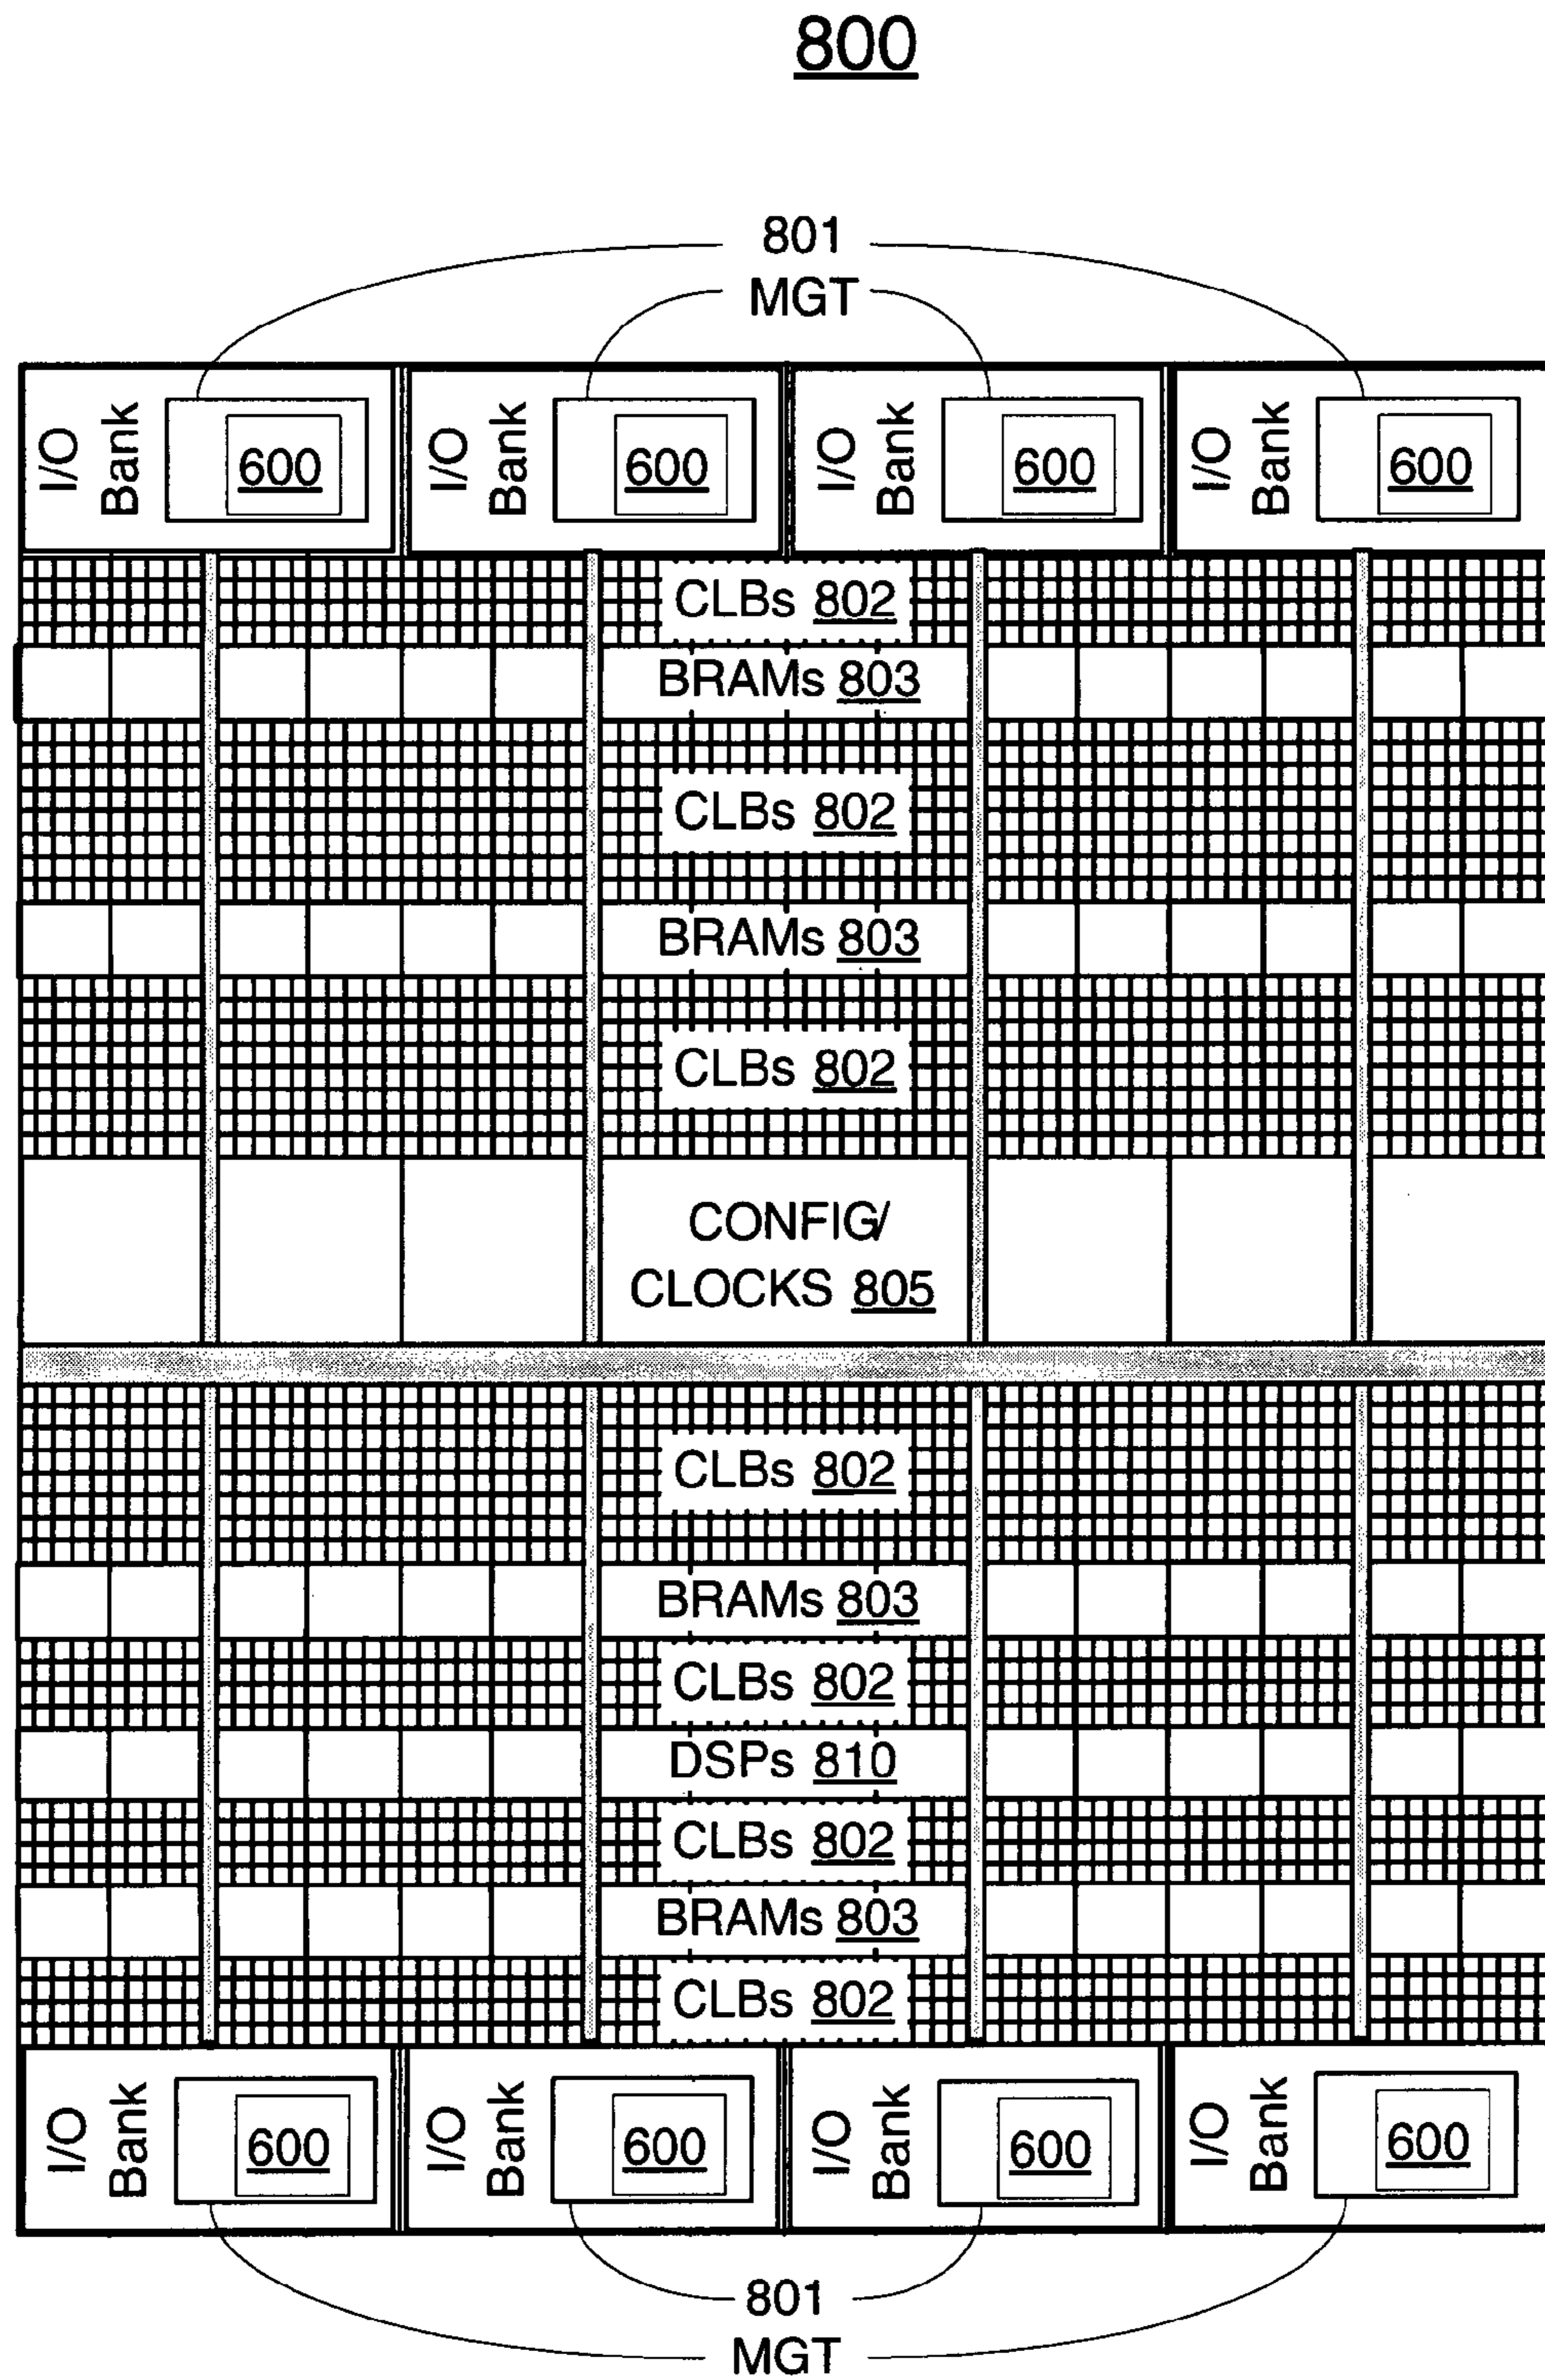 800
801
MGT
I/O Bank 600
I/O Bank 600
I/O Bank 600
I/O Bank 600
CLBs 802
BRAMs 803
CLBs 802
BRAMs 803
CLBs 802
CONFIG/
CLOCKS 805
CLBs 802
BRAMs 803
CLBs 802
DSPs 810
CLBs 802
BRAMs 803
CLBs 802
I/O Bank 600
I/O Bank 600
I/O Bank 600
I/O Bank 600
801
MGT